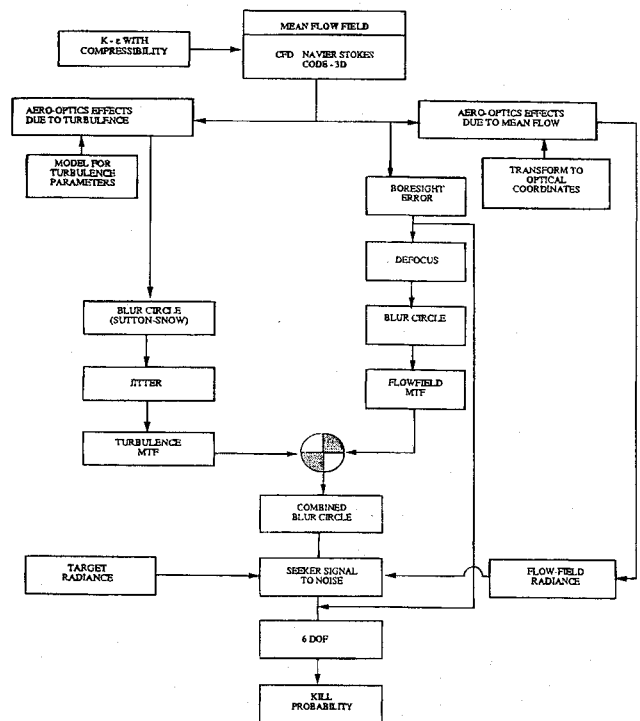 MEAN FLOW FIELD
K - ε WITH
COMPRESSIBILITY
CFD NAVIER STOKES
CODE - 3D
AERO-OPTICS EFFECTS
DUE TO TURBULENCE
AERO-OPTICS EFFECTS
DUE TO MEAN FLOW
MODEL FOR
TURBULENCE
PARAMETERS
TRANSFORM TO
OPTICAL
COORDINATES
BORESIGHT
ERROR
DEFOCUS
BLUR CIRCLE
(SUTTON-SNOW)
BLUR CIRCLE
JITTER
FLOWFIELD
MTF
TURBULENCE
MTF
COMBINED
BLUR CIRCLE
TARGET
RADIANCE
SEEKER SIGNAL
TO NOISE
FLOW-FIELD
RADIANCE
6 DOF
KILL
PROBABILITY